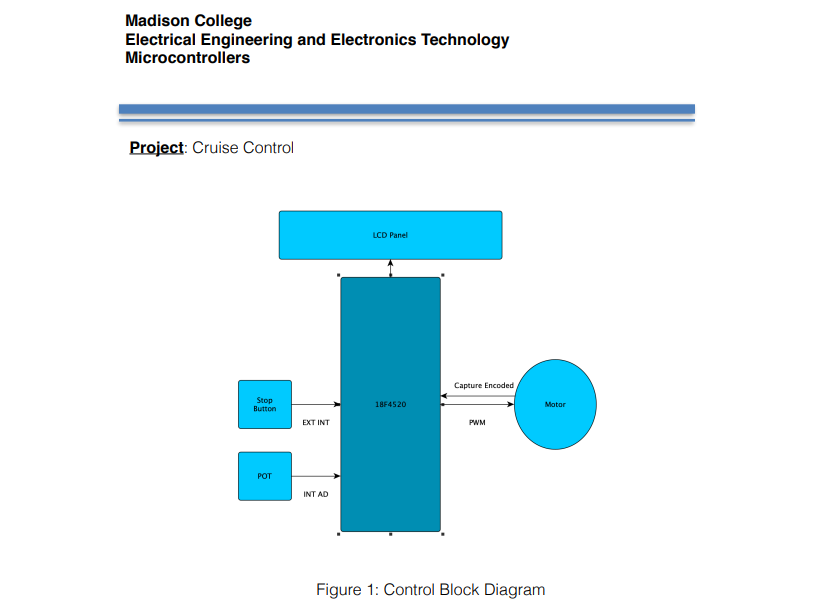 Madison College
Electrical Engineering and Electronics Technology
Microcontrollers
Project: Cruise Control
LCD Panel
Capture Encoded
Stop
Button
18F4520
Motor
EXT INT
PWM
POT
INT AD
Figure 1: Control Block Diagram